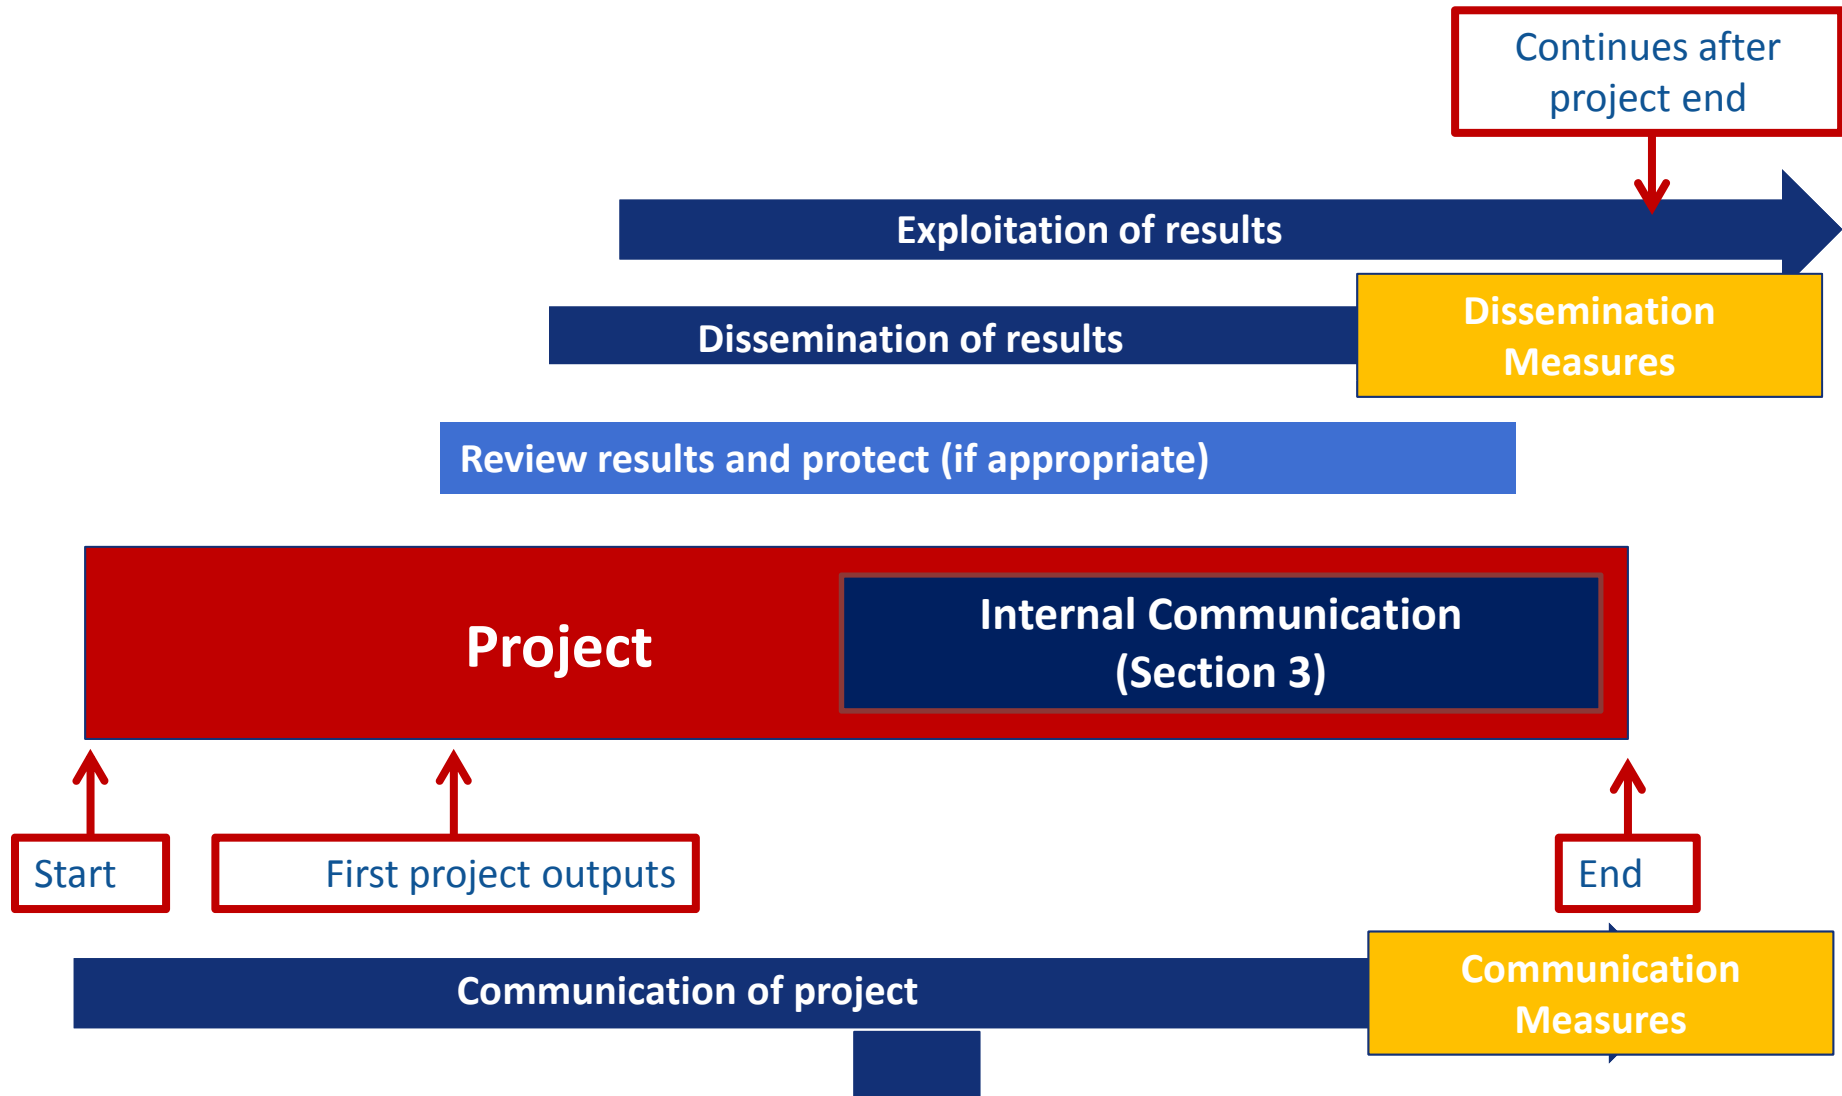 Continues after
project end
Exploitation of results
Dissemination of results
Dissemination
Measures
Review results and protect (if appropriate)
Project
Internal Communication
(Section 3)
Start
First project outputs
End
Communication of project
Communication
Measures